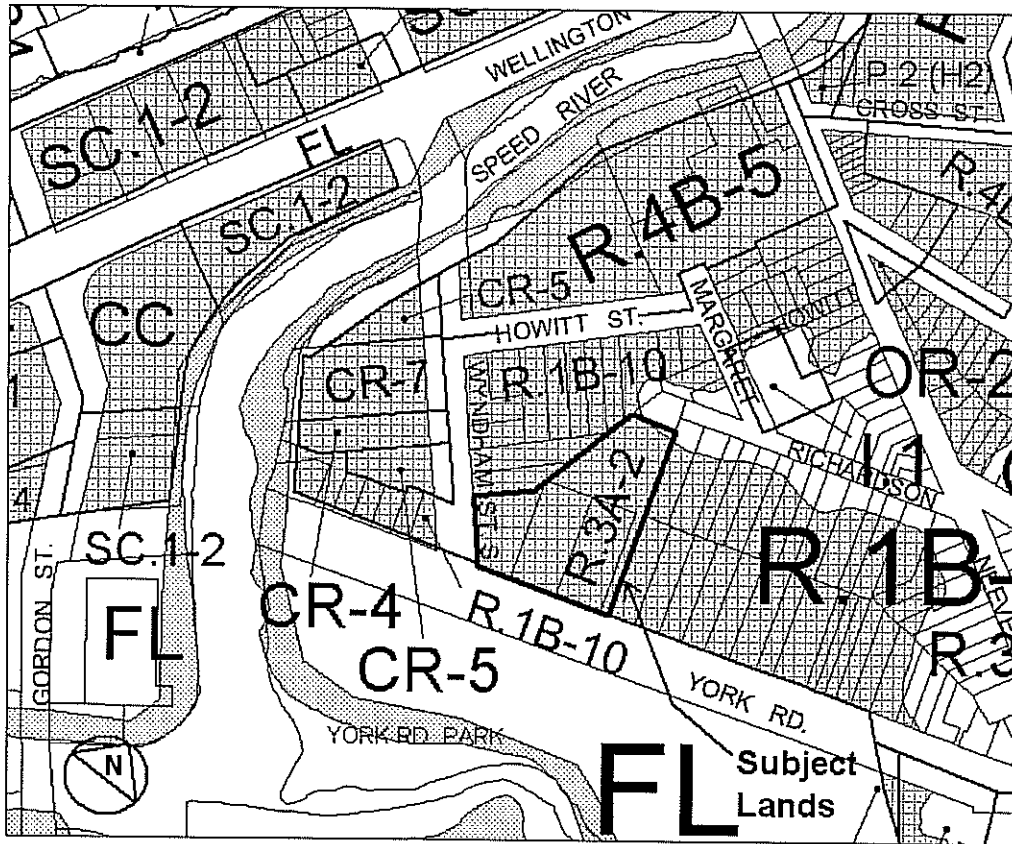 WELLINGTON
P.2 (H2)
CROSS ST.
SC.1-2
FL
SPEED RIVER
SC.1-2
R.4B-5
CR-5
HOWITT ST.
MARGARET
CC
CR-7
WYNDHAM ST. S
R.1B-10
OR-2
I.1
RICHARDSON
R.3A-2
4
SC.1-2
R.1B-
GORDON ST.
FL
CR-4
R.1B-10
CR-5
YORK RD.
YORK RD. PARK
N
FL
Subject
Lands